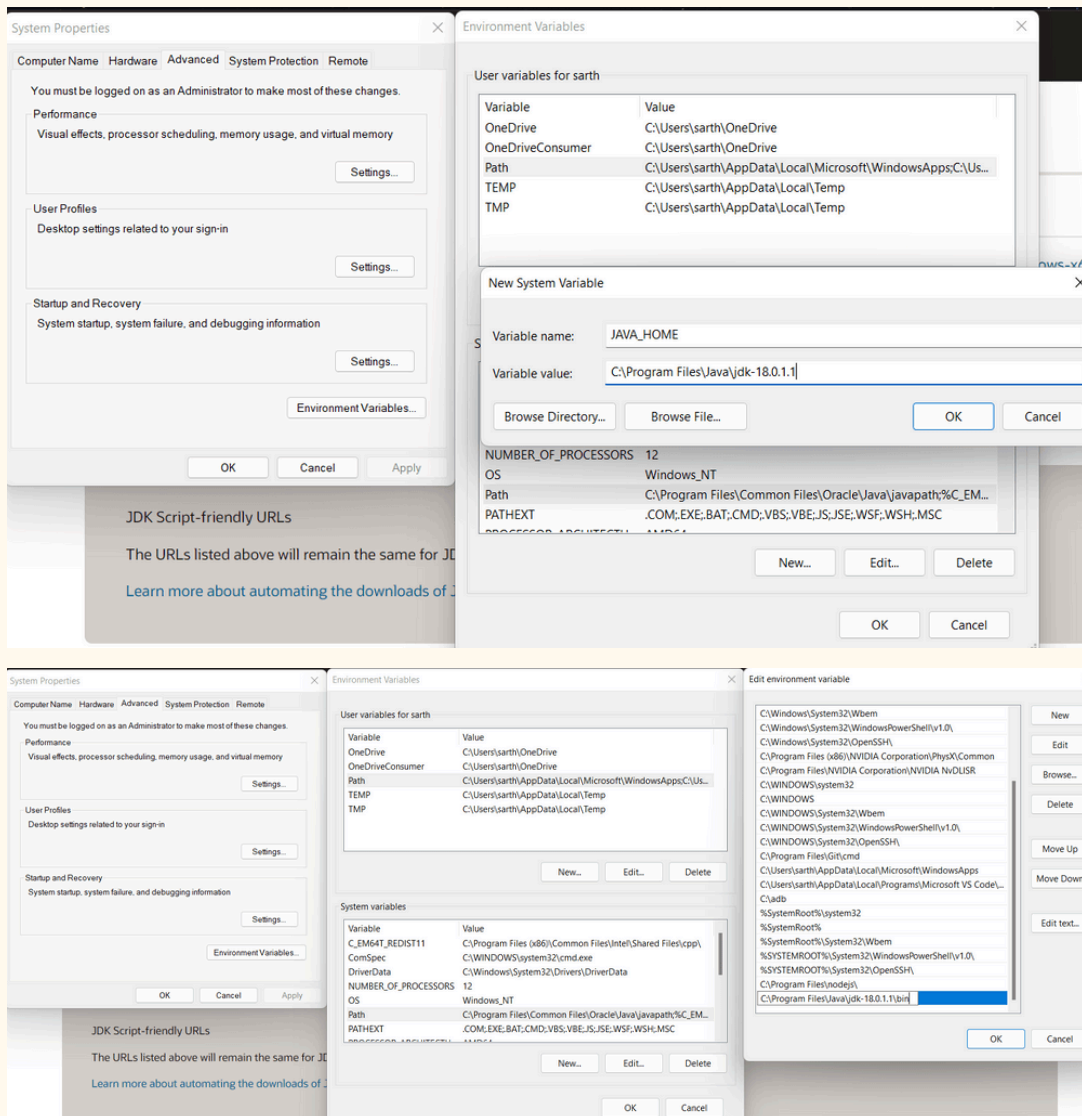 System Properties
Computer Name Hardware Advanced System Protection Remote
You must be logged on as an Administrator to make most of these changes.
Performance
Visual effects, processor scheduling, memory usage, and virtual memory
Settings...
User Profiles
Desktop settings related to your sign-in
Settings...
Startup and Recovery
System startup, system failure, and debugging information
Settings...
Environment Variables...
OK Cancel Apply
JDK Script-friendly URLs
The URLs listed above will remain the same for JD
Learn more about automating the downloads of J
Environment Variables
User variables for sarth
Variable Value
OneDrive C:\Users\sarth\OneDrive
OneDriveConsumer C:\Users\sarth\OneDrive
Path C:\Users\sarth\AppData\Local\Microsoft\WindowsApps;C:\Us...
TEMP C:\Users\sarth\AppData\Local\Temp
TMP C:\Users\sarth\AppData\Local\Temp
New System Variable
Variable name: JAVA_HOME
Variable value: C:\Program Files\Java\jdk-18.0.1.1
Browse Directory... Browse File... OK Cancel
NUMBER_OF_PROCESSORS 12
OS Windows_NT
Path C:\Program Files\Common Files\Oracle\Java\javapath;%C_EM...
PATHEXT .COM;.EXE;.BAT;.CMD;.VBS;.VBE;.JS;.JSE;.WSF;.WSH;.MSC
New... Edit... Delete
OK Cancel
System Properties
Computer Name Hardware Advanced System Protection Remote
You must be logged on as an Administrator to make most of these changes.
Performance
Visual effects, processor scheduling, memory usage, and virtual memory
Settings...
User Profiles
Desktop settings related to your sign-in
Settings...
Startup and Recovery
System startup, system failure, and debugging information
Settings...
Environment Variables...
OK Cancel Apply
JDK Script-friendly URLs
The URLs listed above will remain the same for JD
Learn more about automating the downloads of J
Environment Variables
User variables for sarth
Variable Value
OneDrive C:\Users\sarth\OneDrive
OneDriveConsumer C:\Users\sarth\OneDrive
Path C:\Users\sarth\AppData\Local\Microsoft\WindowsApps;C:\Us...
TEMP C:\Users\sarth\AppData\Local\Temp
TMP C:\Users\sarth\AppData\Local\Temp
New... Edit... Delete
System variables
Variable Value
C_EM64T_REDIST11 C:\Program Files (x86)\Common Files\Intel\Shared Files\cpp\
ComSpec C:\WINDOWS\system32\cmd.exe
DriverData C:\Windows\System32\Drivers\DriverData
NUMBER_OF_PROCESSORS 12
OS Windows_NT
Path C:\Program Files\Common Files\Oracle\Java\javapath;%C_EM...
PATHEXT .COM;.EXE;.BAT;.CMD;.VBS;.VBE;.JS;.JSE;.WSF;.WSH;.MSC
New... Edit... Delete
OK Cancel
Edit environment variable
C:\Windows\System32\Wbem
C:\Windows\System32\WindowsPowerShell\v1.0\
C:\Windows\System32\OpenSSH\
C:\Program Files (x86)\NVIDIA Corporation\PhysX\Common
C:\Program Files\NVIDIA Corporation\NVIDIA NvDLISR
C:\WINDOWS\system32
C:\WINDOWS
C:\WINDOWS\System32\Wbem
C:\WINDOWS\System32\WindowsPowerShell\v1.0\
C:\WINDOWS\System32\OpenSSH\
C:\Program Files\Git\cmd
C:\Users\sarth\AppData\Local\Microsoft\WindowsApps
C:\Users\sarth\AppData\Local\Programs\Microsoft VS Code\...
C:\adb
%SystemRoot%\system32
%SystemRoot%
%SystemRoot%\System32\Wbem
%SYSTEMROOT%\System32\WindowsPowerShell\v1.0\
%SYSTEMROOT%\System32\OpenSSH\
C:\Program Files\nodejs\
C:\Program Files\Java\jdk-18.0.1.1\bin
New
Edit
Browse...
Delete
Move Up
Move Down
Edit text...
OK Cancel